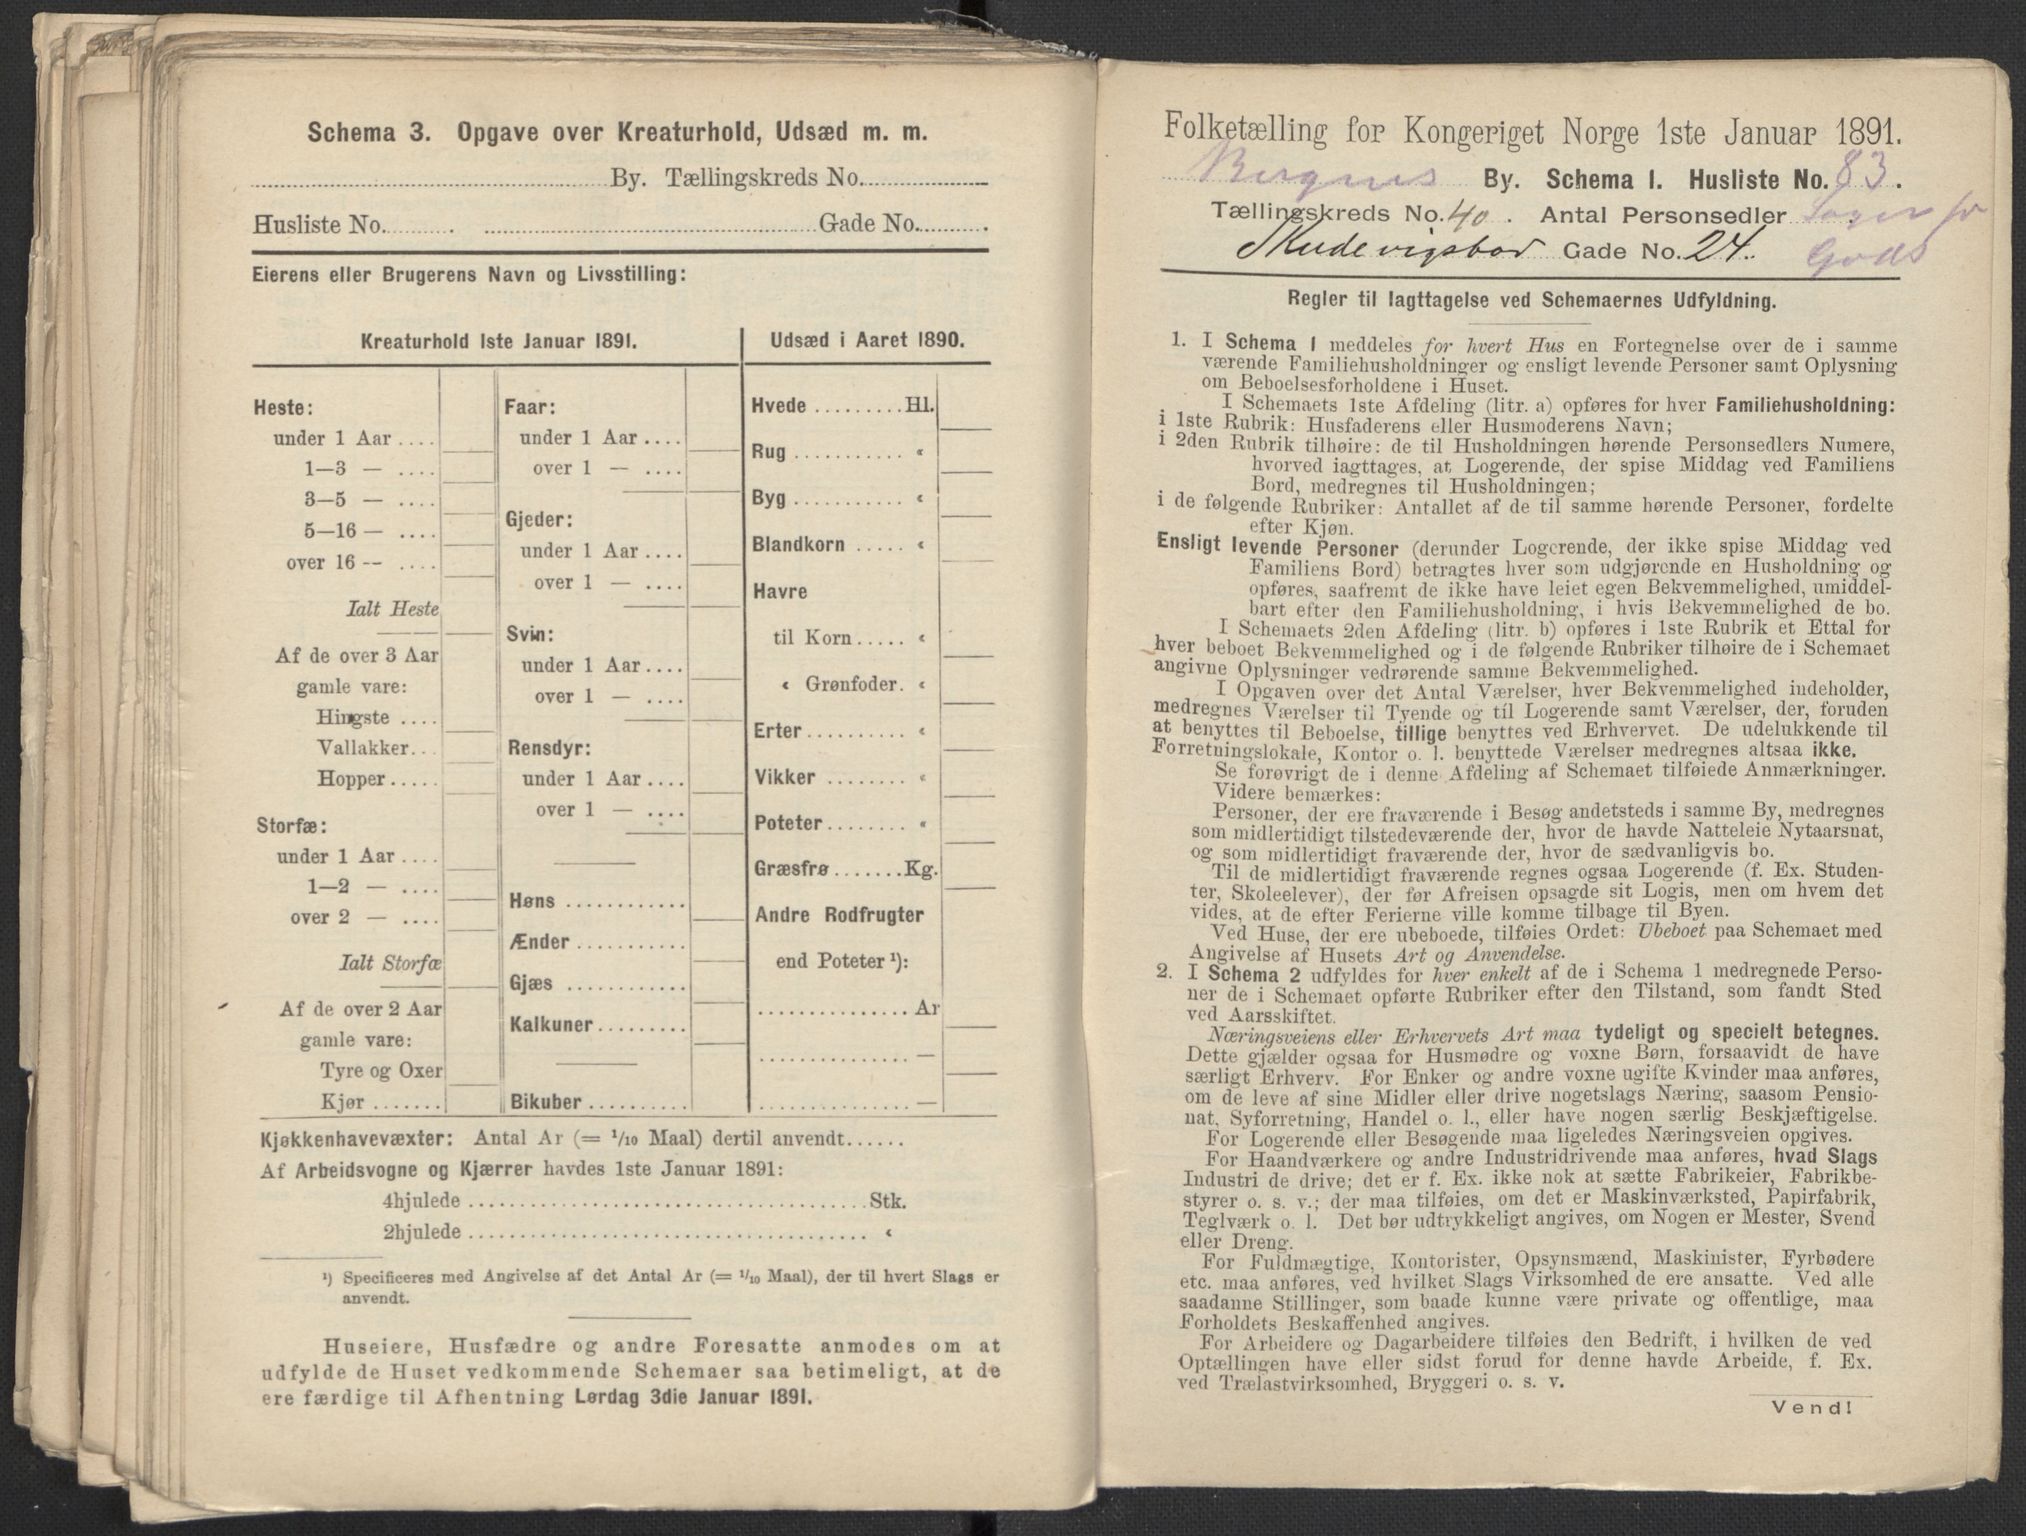 Schema 3. Opgave over Kreaturhold, Udsæd m. m.
By. Tællingskreds No.
Husliste No. Gade No.
Eierens eller Brugerens Navn og Livsstilling:
Kreaturhold 1ste Januar 1891.
Heste:
under 1 Aar ....
1—3 — ....
3—5 — ....
5—16 — ....
over 16 -- ....
Ialt Heste
Af de over 3 Aar
gamle vare:
Hingste ....
Vallakker...
Hopper.....
Storfæ:
under 1 Aar ....
1—2 — ....
over 2 — ....
Ialt Storfæ
Af de over 2 Aar
gamle vare:
Tyre og Oxer
Kjør .......
Faar:
under 1 Aar ....
over 1 — ....
Gjeder:
under 1 Aar....
over 1 — ....
Svin:
under 1 Aar....
over 1 — ....
Rensdyr:
under 1 Aar....
over 1 — ....
Høns ............
Ænder ...........
Gjæs ............
Kalkuner.........
Bikuber..........
Udsæd i Aaret 1890.
Hvede .........Hl.
Rug ........... «
Byg ........... «
Blandkorn ..... «
Havre
til Korn..... «
« Grønfoder. «
Erter.......... «
Vikker ........ «
Poteter........ «
Græsfrø.......Kg.
Andre Rodfrugter
end Poteter ¹):
............... Ar
............... —
............... —
Kjøkkenhavevæxter: Antal Ar (= 1/10 Maal) dertil anvendt......
Af Arbeidsvogne og Kjærrer havdes 1ste Januar 1891:
4hjulede ........................................Stk.
2hjulede ........................................ «
¹) Specificeres med Angivelse af det Antal Ar (= 1/10 Maal), der til hvert Slags er
anvendt.
Huseiere, Husfædre og andre Foresatte anmodes om at
udfylde de Huset vedkommende Schemaer saa betimeligt, at de
ere færdige til Afhentning Lørdag 3die Januar 1891.
Folketælling for Kongeriget Norge 1ste Januar 1891.
Bergens By. Schema 1. Husliste No. 83.
Tællingskreds No. 40. Antal Personsedler Lager for
Skudevigsbod Gade No. 24. Gods
Regler til Iagttagelse ved Schemaernes Udfyldning.
1. I Schema 1 meddeles for hvert Hus en Fortegnelse over de i samme
værende Familiehusholdninger og ensligt levende Personer samt Oplysning
om Beboelsesforholdene i Huset.
I Schemaets 1ste Afdeling (litr. a) opføres for hver Familiehusholdning:
i 1ste Rubrik: Husfaderens eller Husmoderens Navn;
i 2den Rubrik tilhøire: de til Husholdningen hørende Personsedlers Numere,
hvorved iagttages, at Logerende, der spise Middag ved Familiens
Bord, medregnes til Husholdningen;
i de følgende Rubriker: Antallet af de til samme hørende Personer, fordelte
efter Kjøn.
Ensligt levende Personer (derunder Logerende, der ikke spise Middag ved
Familiens Bord) betragtes hver som udgjørende en Husholdning og
opføres, saafremt de ikke have leiet egen Bekvemmelighed, umiddel-
bart efter den Familiehusholdning, i hvis Bekvemmelighed de bo.
I Schemaets 2den Afdeling (litr. b) opføres i 1ste Rubrik et Ettal for
hver beboet Bekvemmelighed og i de følgende Rubriker tilhøire de i Schemaet
angivne Oplysninger vedrørende samme Bekvemmelighed.
I Opgaven over det Antal Værelser, hver Bekvemmelighed indeholder,
medregnes Værelser til Tyende og til Logerende samt Værelser, der, foruden
at benyttes til Beboelse, tillige benyttes ved Erhvervet. De udelukkende til
Forretningslokale, Kontor o. l. benyttede Værelser medregnes altsaa ikke.
Se forøvrigt de i denne Afdeling af Schemaet tilføiede Anmærkninger.
Videre bemærkes:
Personer, der ere fraværende i Besøg andetsteds i samme By, medregnes
som midlertidigt tilstedeværende der, hvor de havde Natteleie Nytaarsnat,
og som midlertidigt fraværende der, hvor de sædvanligvis bo.
Til de midlertidigt fraværende regnes ogsaa Logerende (f. Ex. Studen-
ter, Skoleelever), der før Afreisen opsagde sit Logis, men om hvem det
vides, at de efter Ferierne ville komme tilbage til Byen.
Ved Huse, der ere ubeboede, tilføies Ordet: Ubeboet paa Schemaet med
Angivelse af Husets Art og Anvendelse.
2. I Schema 2 udfyldes for hver enkelt af de i Schema 1 medregnede Perso-
ner de i Schemaet opførte Rubriker efter den Tilstand, som fandt Sted
ved Aarsskiftet.
Næringsveiens eller Erhvervets Art maa tydeligt og specielt betegnes.
Dette gjælder ogsaa for Husmødre og voxne Børn, forsaavidt de have
særligt Erhverv. For Enker og andre voxne ugifte Kvinder maa anføres,
om de leve af sine Midler eller drive nogetslags Næring, saasom Pensio-
nat, Syforretning, Handel o. l., eller have nogen særlig Beskjæftigelse.
For Logerende eller Besøgende maa ligeledes Næringsveien opgives.
For Haandværkere og andre Industridrivende maa anføres, hvad Slags
Industri de drive; det er f. Ex. ikke nok at sætte Fabrikeier, Fabrikbe-
styrer o. s. v.; der maa tilføies, om det er Maskinværksted, Papirfabrik,
Teglværk o. l. Det bør udtrykkeligt angives, om Nogen er Mester, Svend
eller Dreng.
For Fuldmægtige, Kontorister, Opsynsmænd, Maskinister, Fyrbødere
etc. maa anføres, ved hvilket Slags Virksomhed de ere ansatte. Ved alle
saadanne Stillinger, som baade kunne være private og offentlige, maa
Forholdets Beskaffenhed angives.
For Arbeidere og Dagarbeidere tilføies den Bedrift, i hvilken de ved
Optællingen have eller sidst forud for denne havde Arbeide, f. Ex.
ved Trælastvirksomhed, Bryggeri o. s. v.
Vend!